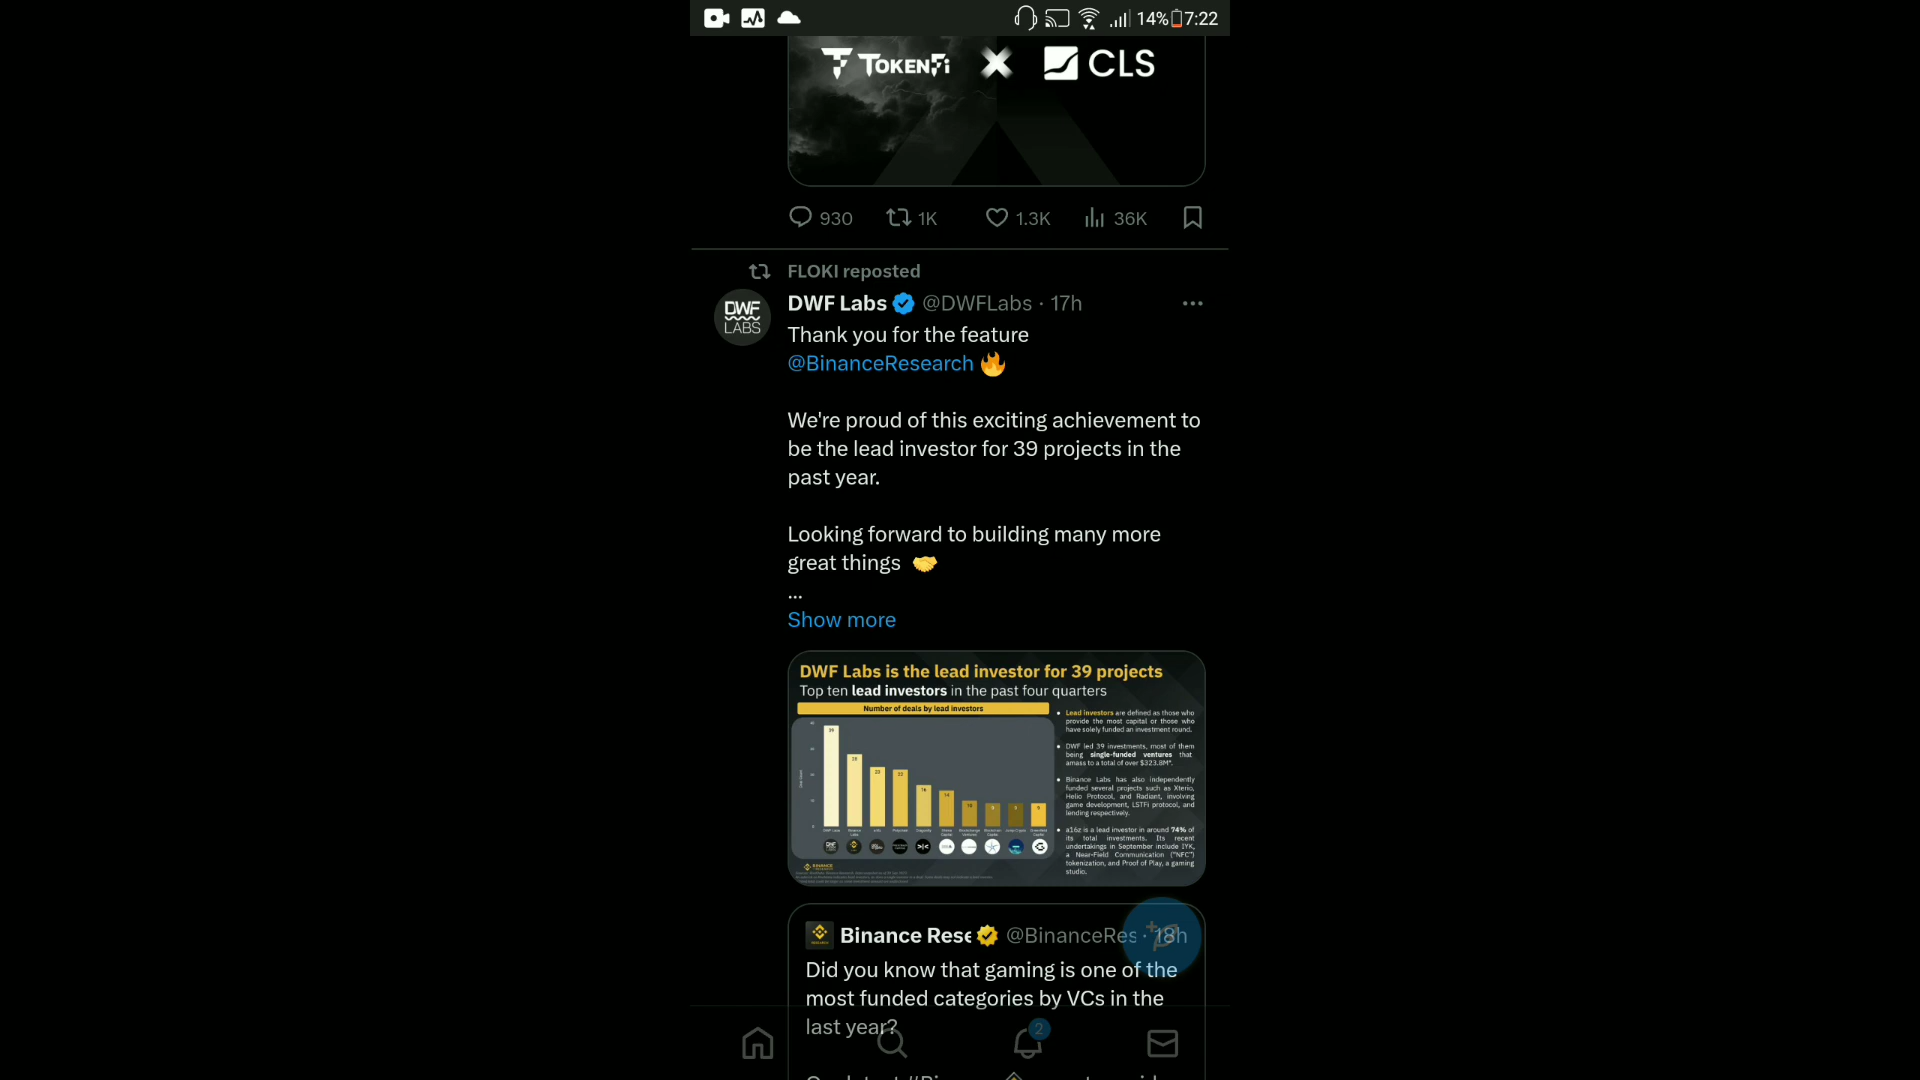 14% 7:22
TOKENFi X CLS
930 1K 1.3K 36K
FLOKI reposted
DWF Labs @DWFLabs · 17h
DWF
LABS
Thank you for the feature
@BinanceResearch 🔥
We're proud of this exciting achievement to
be the lead investor for 39 projects in the
past year.
Looking forward to building many more
great things 🤝
...
Show more
DWF Labs is the lead investor for 39 projects
Top ten lead investors in the past four quarters
Number of deals by lead investors
• Lead investors are defined as those who
provide the most capital or those who
have solely funded an investment round.
• DWF led 39 investments, most of them
being single-funded ventures that
amass to a total of over $323.8M*.
• Binance Labs has also independently
funded several projects such as Xterio,
Helio Protocol, and Radiant, involving
game development, LSTFi protocol, and
lending respectively.
• a16z is a lead investor in around 74% of
its total investments. Its recent
undertakings in September include IYK,
a Near-Field Communication ("NFC")
tokenization, and Proof of Play, a gaming
studio.
BINANCE
Binance Rese @BinanceRes · 18h
Did you know that gaming is one of the
most funded categories by VCs in the
last year?
2